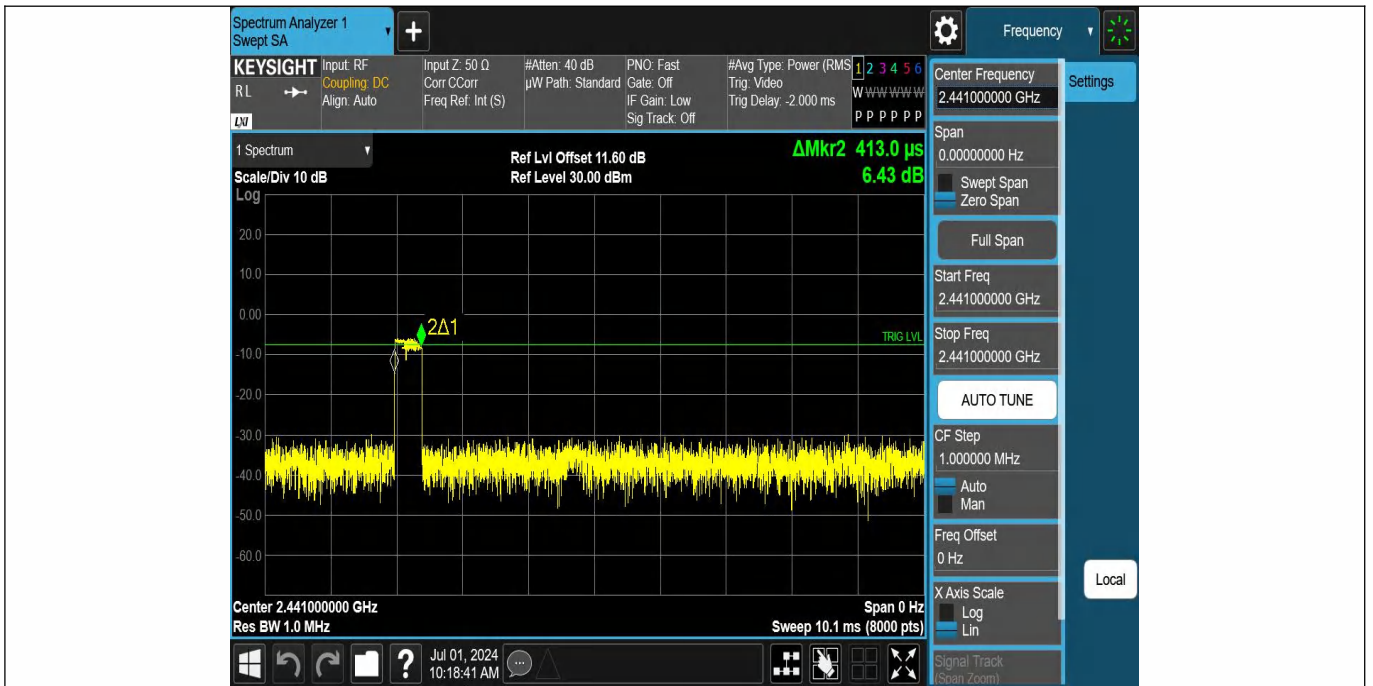 Spectrum Analyzer 1
Swept SA
+
Frequency
KEYSIGHT
RL
LXI
Input: RF
Coupling: DC
Align: Auto
Input Z: 50 Ω
Corr CCorr
Freq Ref: Int (S)
#Atten: 40 dB
µW Path: Standard
PNO: Fast
Gate: Off
IF Gain: Low
Sig Track: Off
#Avg Type: Power (RMS
Trig: Video
Trig Delay: -2.000 ms
1 2 3 4 5 6
W W W W W W
P P P P P P
1 Spectrum
Scale/Div 10 dB
Ref Lvl Offset 11.60 dB
Ref Level 30.00 dBm
ΔMkr2 413.0 µs
6.43 dB
Log
20.0
10.0
0.00
-10.0
-20.0
-30.0
-40.0
-50.0
-60.0
2Δ1
TRIG LVL
Center 2.441000000 GHz
Res BW 1.0 MHz
Span 0 Hz
Sweep 10.1 ms (8000 pts)
Center Frequency
2.441000000 GHz
Settings
Span
0.00000000 Hz
Swept Span
Zero Span
Full Span
Start Freq
2.441000000 GHz
Stop Freq
2.441000000 GHz
AUTO TUNE
CF Step
1.000000 MHz
Auto
Man
Freq Offset
0 Hz
X Axis Scale
Log
Lin
Signal Track
(Span Zoom)
Local
?
Jul 01, 2024
10:18:41 AM